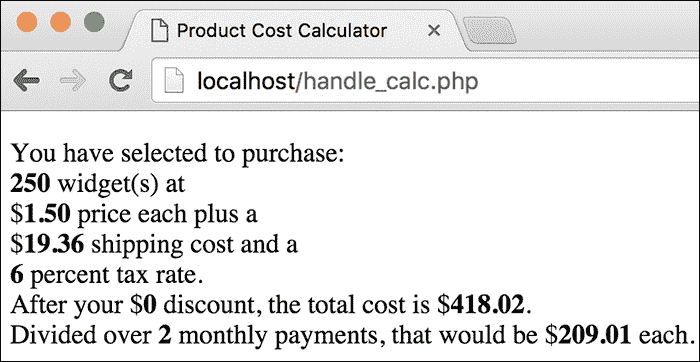 Product Cost Calculator
localhost/handle_calc.php
You have selected to purchase:
250 widget(s) at
$1.50 price each plus a
$19.36 shipping cost and a
6 percent tax rate.
After your $0 discount, the total cost is $418.02.
Divided over 2 monthly payments, that would be $209.01 each.